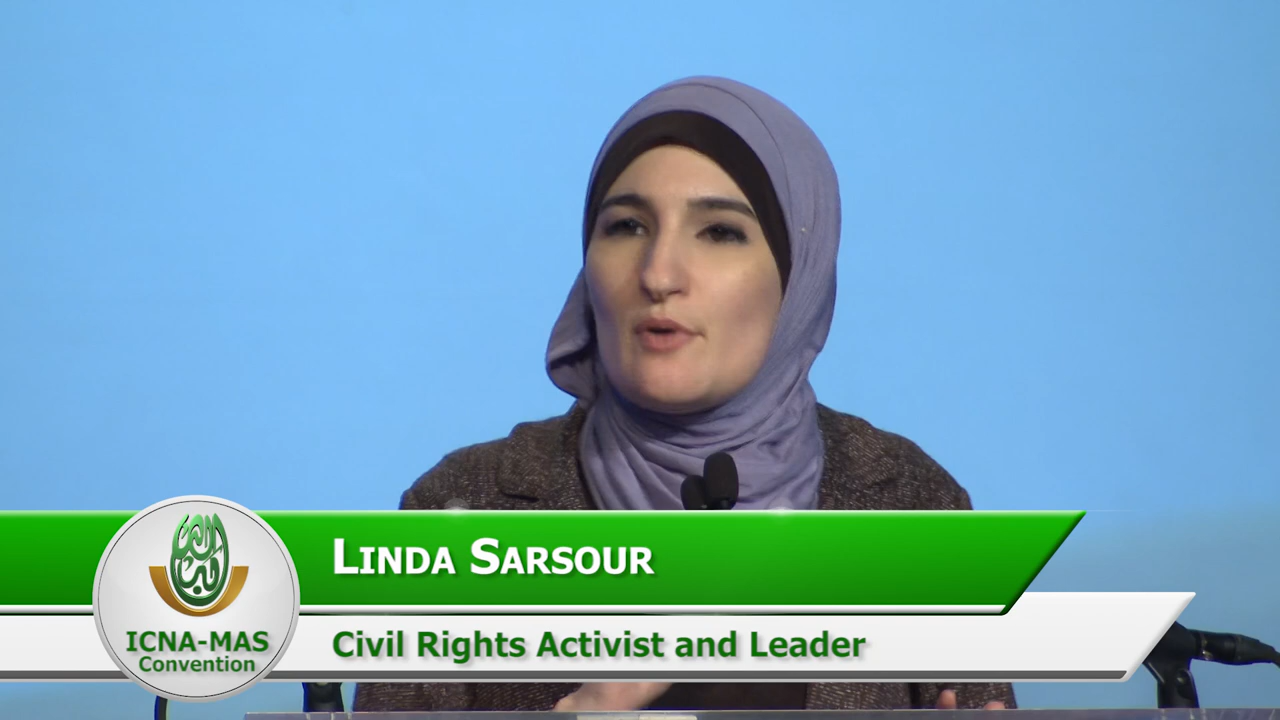 LINDA SARSOUR
Civil Rights Activist and Leader
ICNA-MAS
Convention